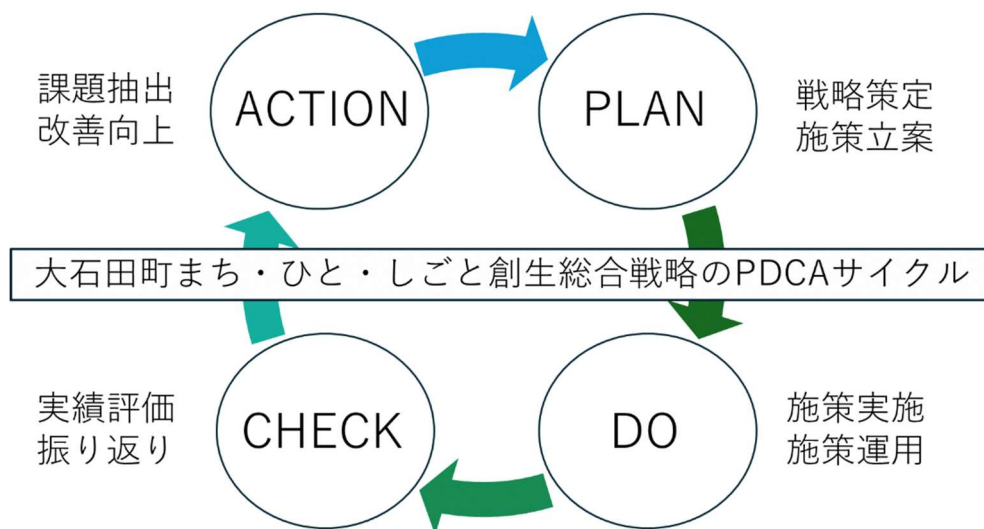 課題抽出
改善向上
ACTION
PLAN
戦略策定
施策立案
大石田町まち・ひと・しごと創生総合戦略のPDCAサイクル
実績評価
振り返り
CHECK
DO
施策実施
施策運用